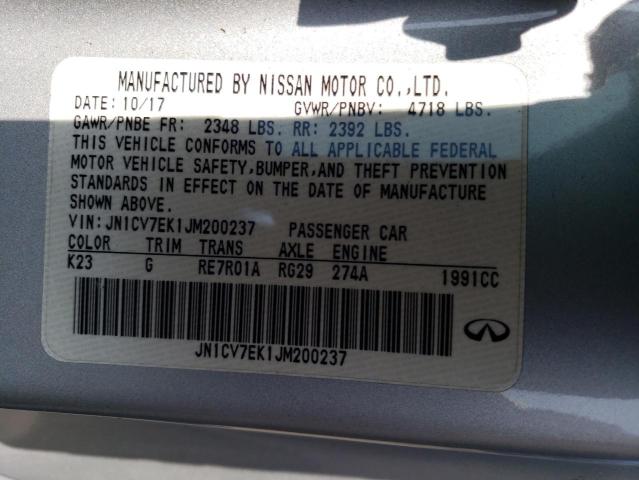 MANUFACTURED BY NISSAN MOTOR CO.,LTD.
DATE: 10/17 GVWR/PNBV: 4718 LBS.
GAWR/PNBE FR: 2348 LBS. RR: 2392 LBS.
THIS VEHICLE CONFORMS TO ALL APPLICABLE FEDERAL
MOTOR VEHICLE SAFETY,BUMPER,AND THEFT PREVENTION
STANDARDS IN EFFECT ON THE DATE OF MANUFACTURE
SHOWN ABOVE.
VIN: JN1CV7EK1JM200237 PASSENGER CAR
COLOR TRIM TRANS AXLE ENGINE
K23 G RE7R01A RG29 274A 1991CC
JN1CV7EK1JM200237